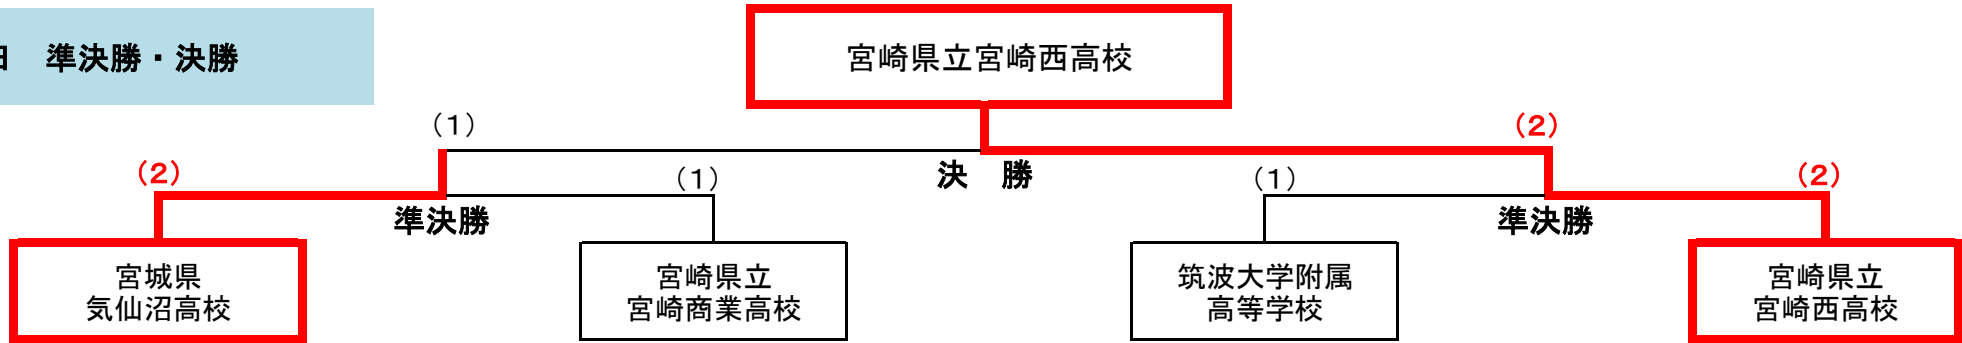 準決勝・決勝
宮崎県立宮崎西高校
（1）
（2）
（2）
（1）
（1）
（2）
決　勝
準決勝
準決勝
宮城県
気仙沼高校
宮崎県立
宮崎商業高校
筑波大学附属
高等学校
宮崎県立
宮崎西高校